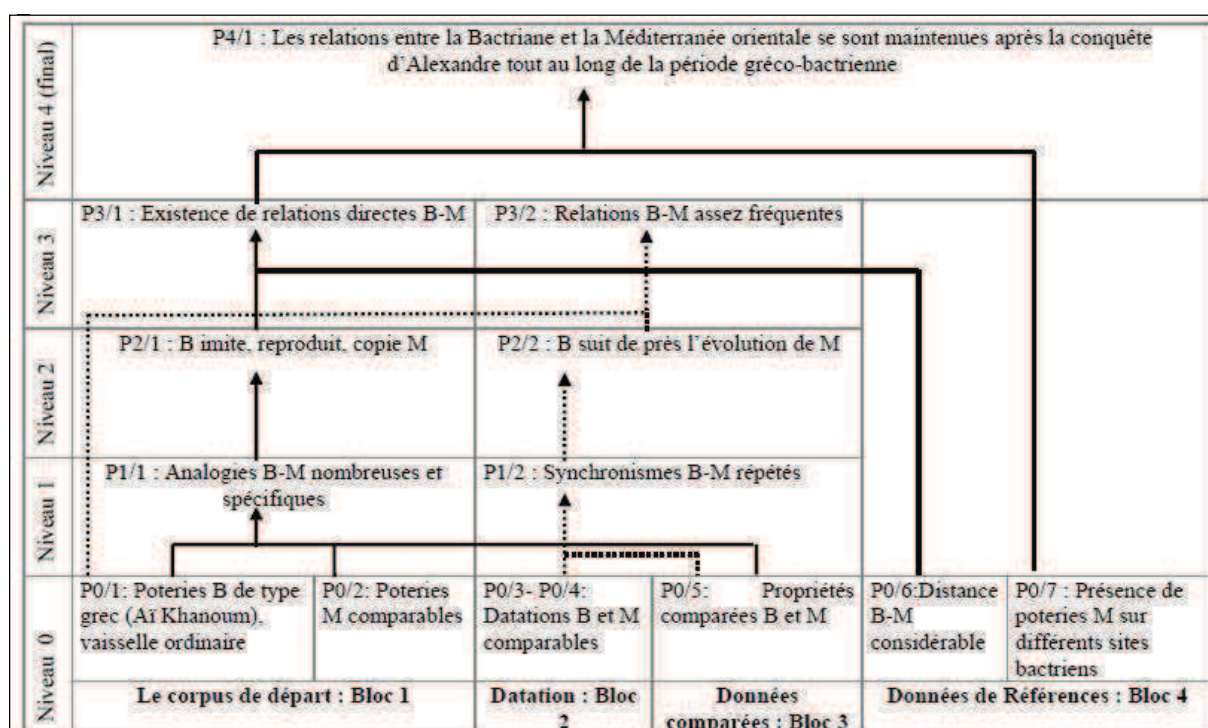 Niveau 4 (final)
P4/1 : Les relations entre la Bactriane et la Méditerranée orientale se sont maintenues après la conquête
d’Alexandre tout au long de la période gréco-bactrienne
Niveau 3
P3/1 : Existence de relations directes B-M
P3/2 : Relations B-M assez fréquentes
Niveau 2
P2/1 : B imite, reproduit, copie M
P2/2 : B suit de près l’évolution de M
Niveau 1
P1/1 : Analogies B-M nombreuses et
spécifiques
P1/2 : Synchronismes B-M répétés
Niveau 0
P0/1: Poteries B de type
grec (Aï Khanoum),
vaisselle ordinaire
P0/2: Poteries
M comparables
P0/3- P0/4:
Datations B et M
comparables
P0/5: Propriétés
comparées B et M
P0/6:Distance
B-M
considérable
P0/7 : Présence de
poteries M sur
différents sites
bactriens
Le corpus de départ : Bloc 1
Datation : Bloc
2
Données
comparées : Bloc 3
Données de Références : Bloc 4